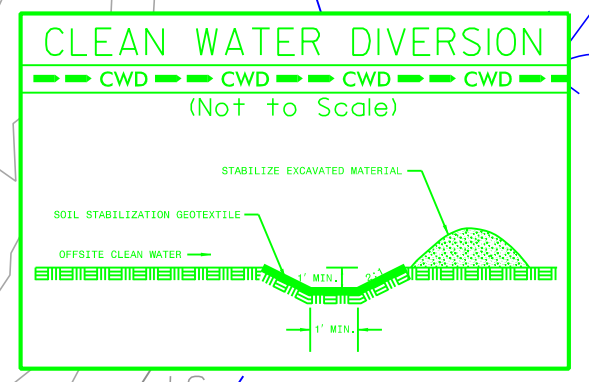 CLEAN WATER DIVERSION
CWD CWD CWD CWD
(Not to Scale)
STABILIZE EXCAVATED MATERIAL
SOIL STABILIZATION GEOTEXTILE
OFFSITE CLEAN WATER
1' MIN.
2:1
1' MIN.